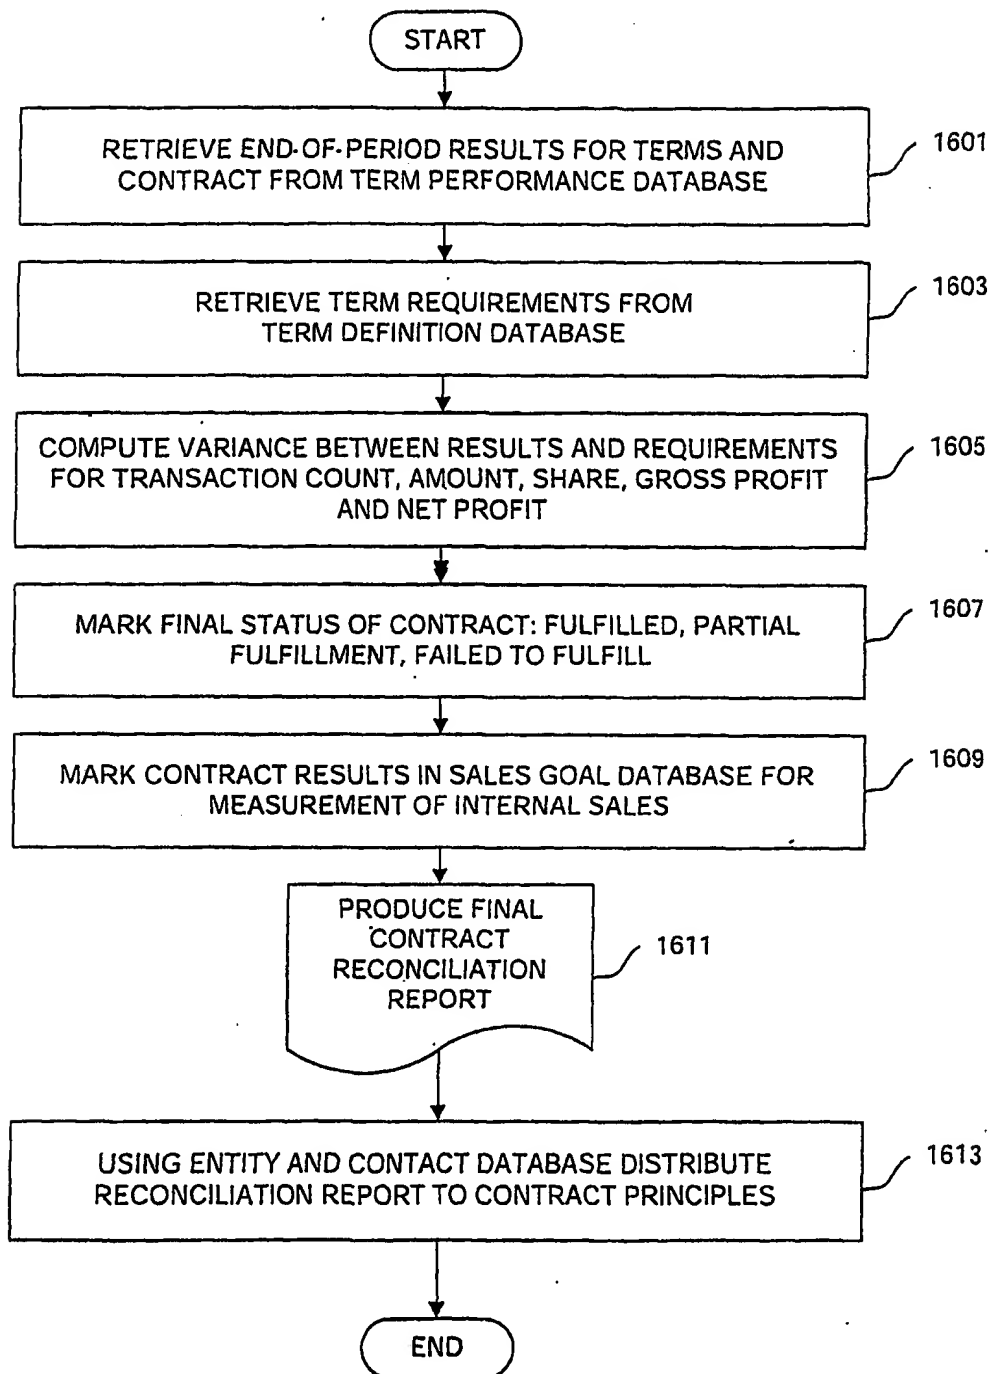 START
RETRIEVE END-OF-PERIOD RESULTS FOR TERMS AND
CONTRACT FROM TERM PERFORMANCE DATABASE
1601
RETRIEVE TERM REQUIREMENTS FROM
TERM DEFINITION DATABASE
1603
COMPUTE VARIANCE BETWEEN RESULTS AND REQUIREMENTS
FOR TRANSACTION COUNT, AMOUNT, SHARE, GROSS PROFIT
AND NET PROFIT
1605
MARK FINAL STATUS OF CONTRACT: FULFILLED, PARTIAL
FULFILLMENT, FAILED TO FULFILL
1607
MARK CONTRACT RESULTS IN SALES GOAL DATABASE FOR
MEASUREMENT OF INTERNAL SALES
1609
PRODUCE FINAL
CONTRACT
RECONCILIATION
REPORT
1611
USING ENTITY AND CONTACT DATABASE DISTRIBUTE
RECONCILIATION REPORT TO CONTRACT PRINCIPLES
1613
END